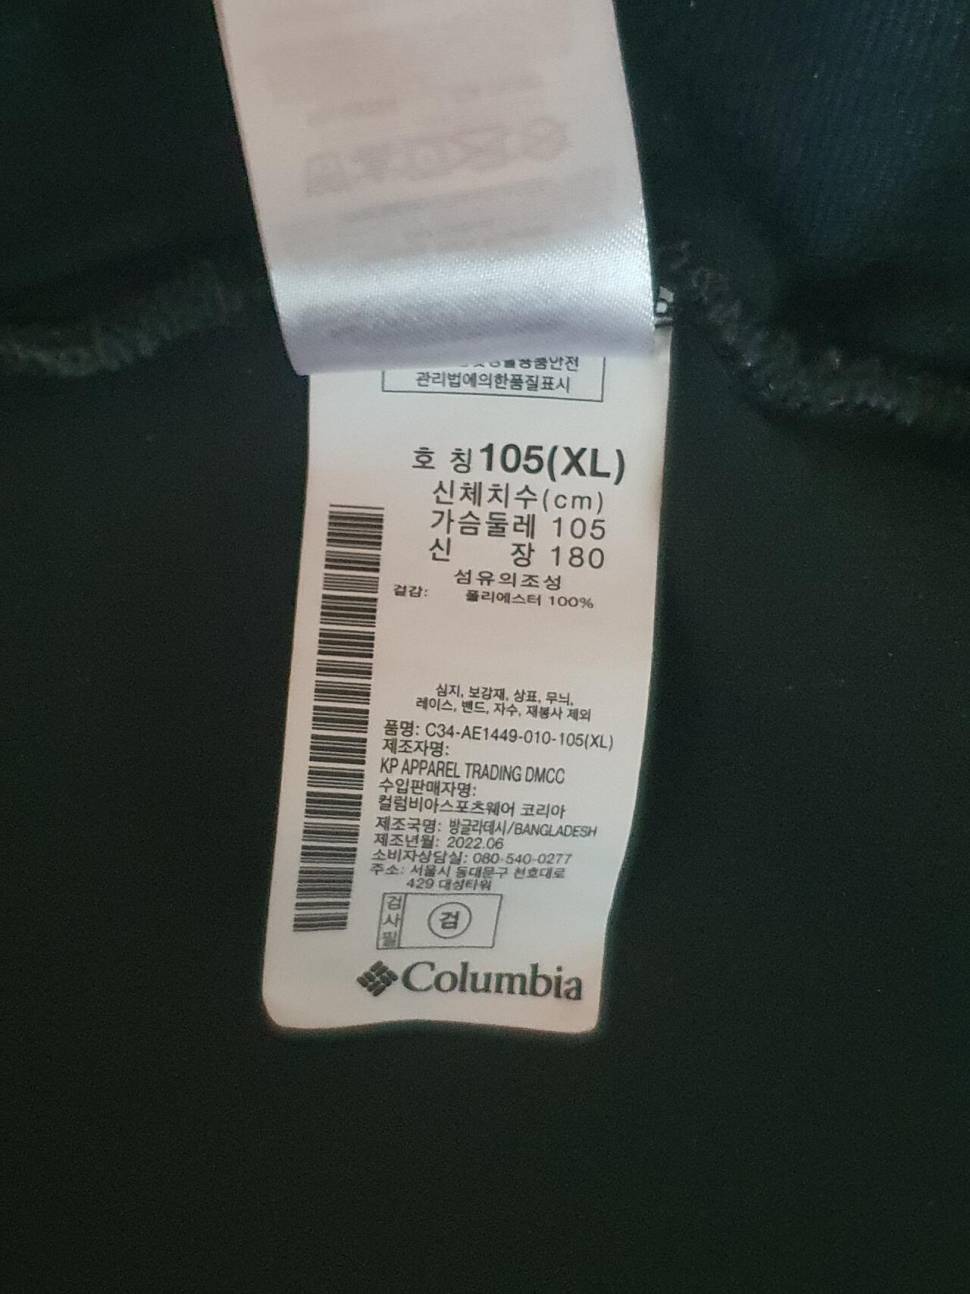 관리법에의한품질표시
호 칭 105(XL)
신체치수(cm)
가슴둘레 105
신 장 180
섬유의조성
겉감: 폴리에스터 100%
심지, 보강재, 상표, 무늬,
레이스, 밴드, 자수, 재봉사 제외
품명: C34-AE1449-010-105(XL)
제조자명:
KP APPAREL TRADING DMCC
수입판매자명:
컬럼비아스포츠웨어 코리아
제조국명: 방글라데시/BANGLADESH
제조년월: 2022.06
소비자상담실: 080-540-0277
주소: 서울시 동대문구 천호대로
429 대성타워
검사필
검
Columbia